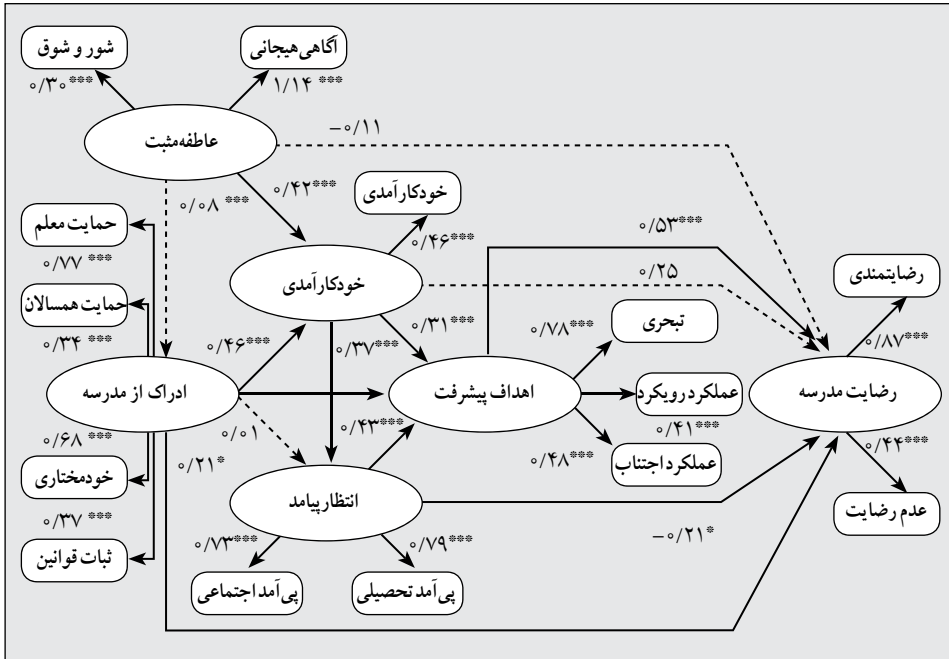 شور و شوق
آگاهی هیجانی
۰/۳۰***
۱/۱۴ ***
عاطفه مثبت
−۰/۱۱
۰/۴۲***
۰/۰۸ ***
خودکارآمدی
۰/۴۶***
حمایت معلم
۰/۷۷ ***
۰/۵۳***
خودکارآمدی
۰/۲۵
رضایتمندی
حمایت همسالان
۰/۳۱***
۰/۷۸***
تبحری
۰/۳۴ ***
۰/۴۶***
۰/۳۷***
۰/۸۷***
ادراک از مدرسه
اهداف پیشرفت
عملکرد رویکرد
رضایت مدرسه
۰/۶۸ ***
۰/۰۱
۰/۴۳***
۰/۴۱***
۰/۲۱*
۰/۴۸***
عملکرد اجتناب
۰/۴۴***
خودمختاری
انتظار پیامد
عدم رضایت
۰/۳۷ ***
−۰/۲۱*
۰/۷۳***
۰/۷۹***
ثبات قوانین
پی‌آمد اجتماعی
پی‌آمد تحصیلی